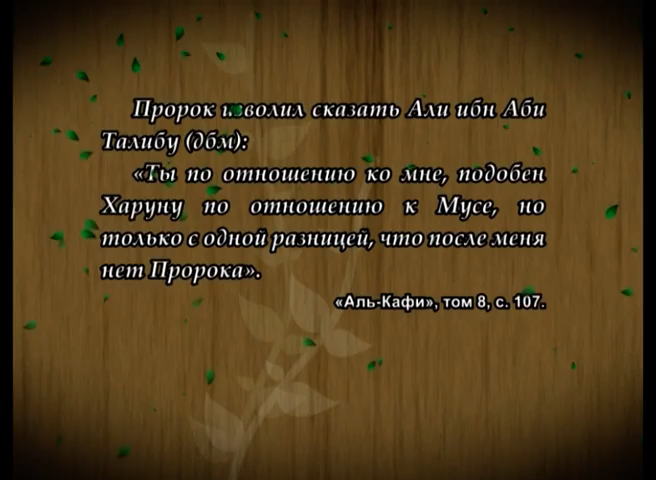 Пророк изволил сказать Али ибн Аби
Талибу (дбм):
«Ты по отношению ко мне, подобен
Харуну по отношению к Мусе, но
только с одной разницей, что после меня
нет Пророка».
«Аль-Кафи», том 8, с. 107.